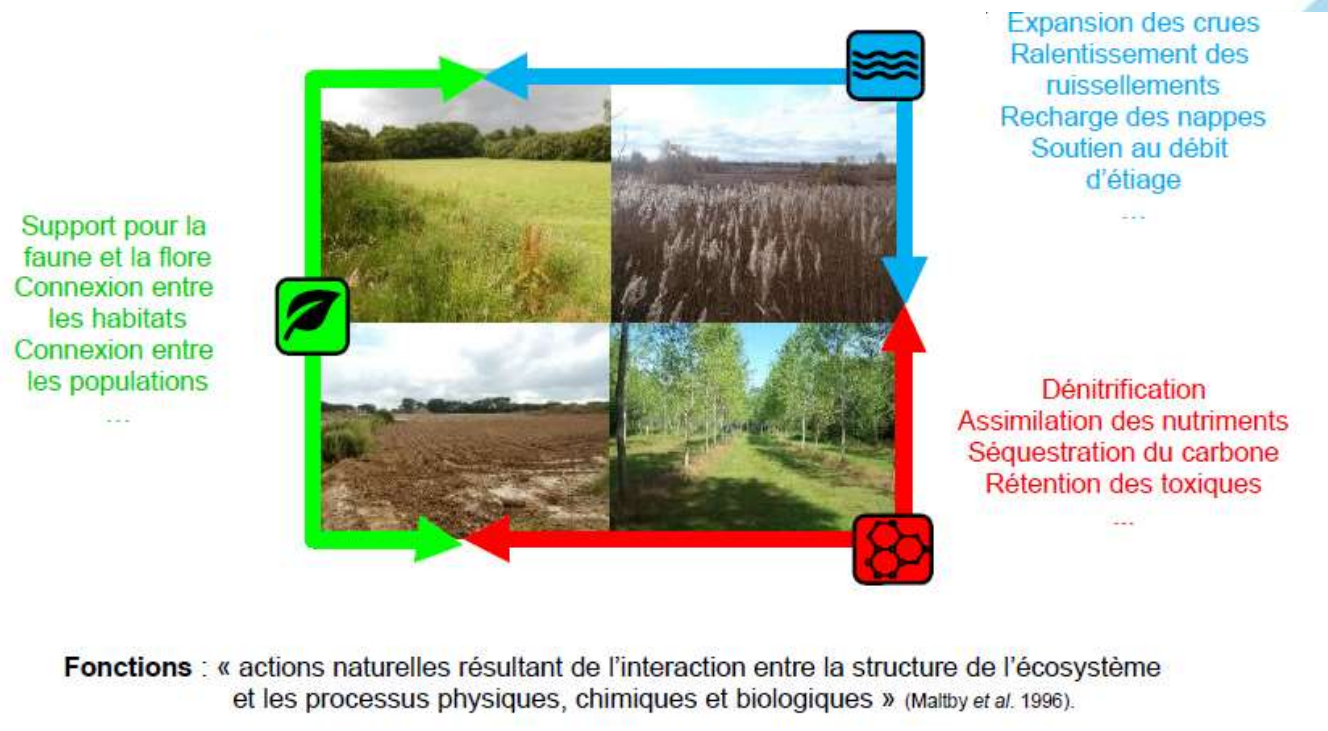 Expansion des crues
Ralentissement des
ruissellements
Recharge des nappes
Soutien au débit
d'étiage
...
Support pour la
faune et la flore
Connexion entre
les habitats
Connexion entre
les populations
...
Dénitrification
Assimilation des nutriments
Séquestration du carbone
Rétention des toxiques
...
Fonctions : « actions naturelles résultant de l'interaction entre la structure de l'écosystème
et les processus physiques, chimiques et biologiques » (Maltby et al. 1996).